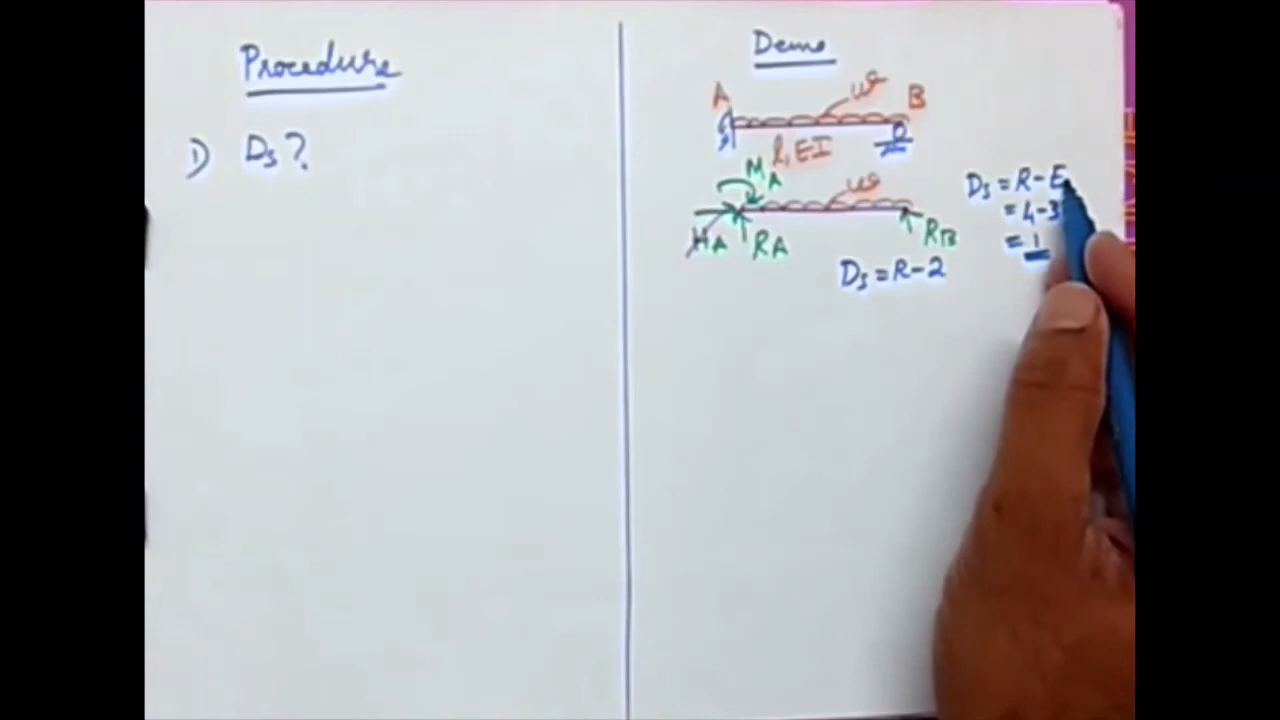 Procedure
1) Ds?
Demo
A w B
l, EI
MA w
HA RA RB
Ds = R - 2
Ds = R - E
= 4 - 3
= 1